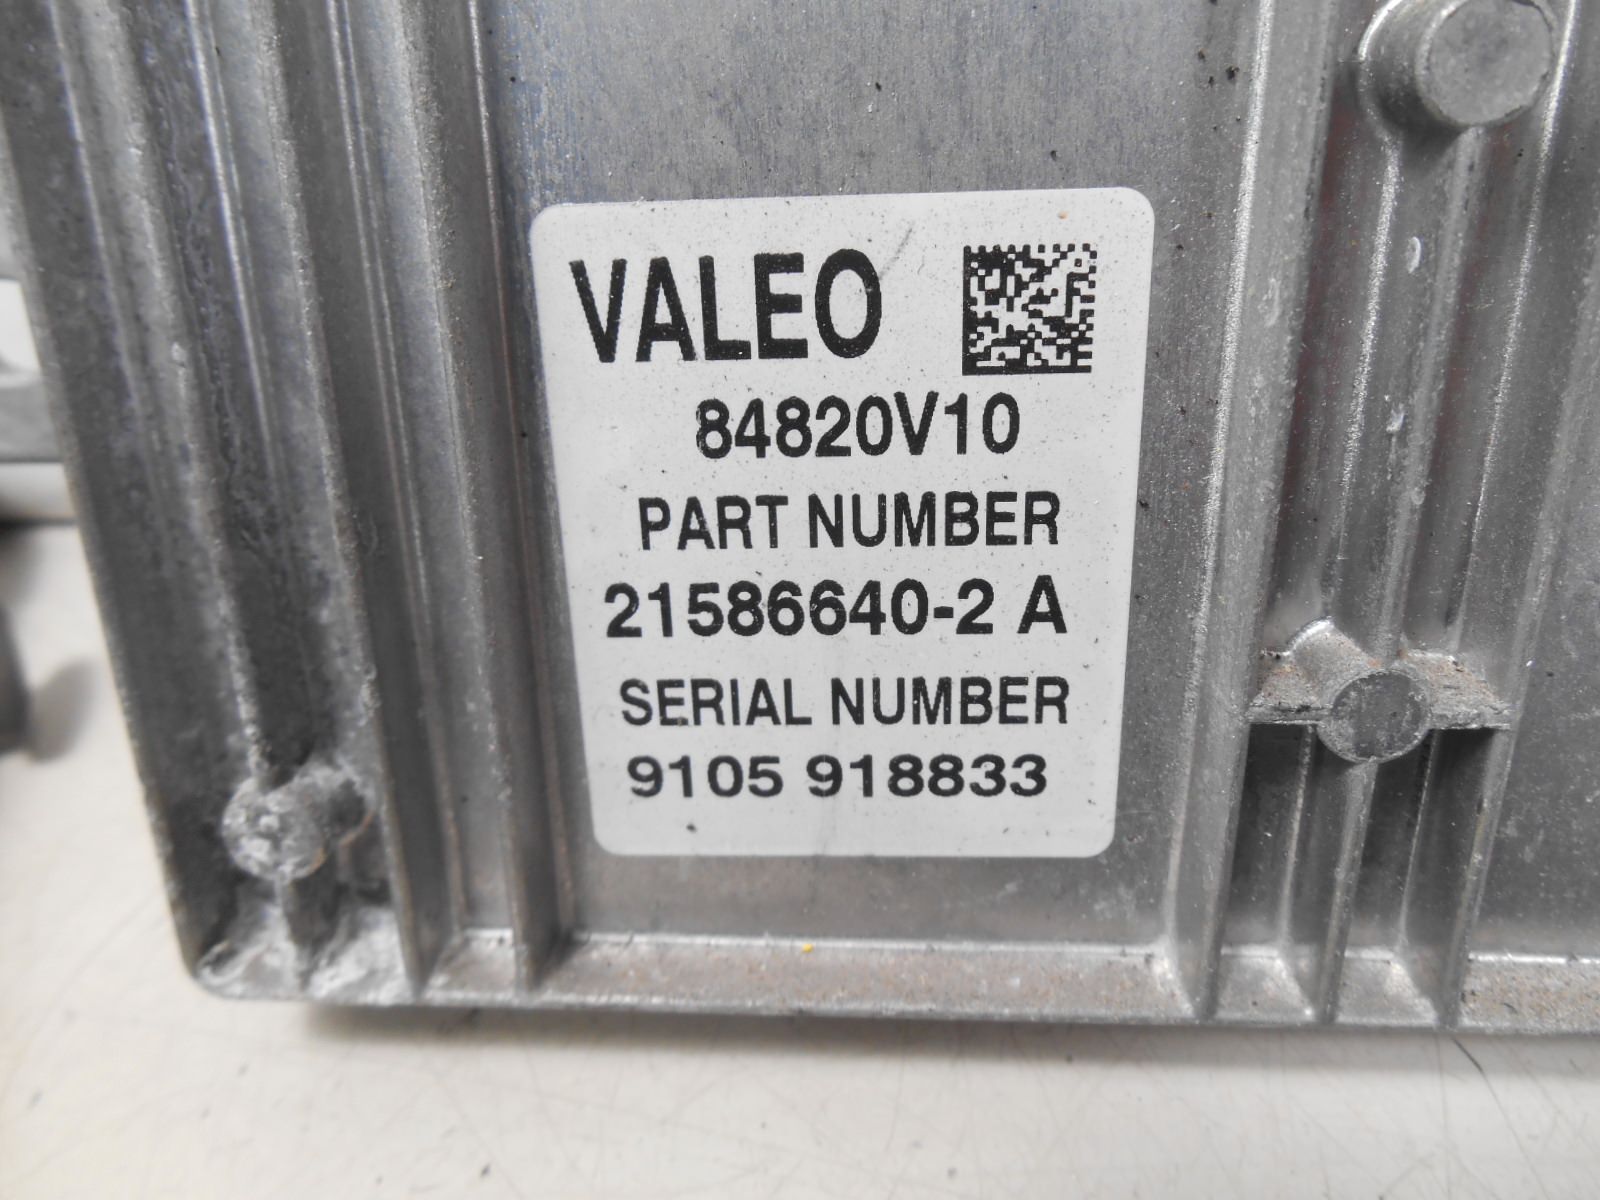 VALEO
84820V10
PART NUMBER
21586640-2 A
SERIAL NUMBER
9105 918833